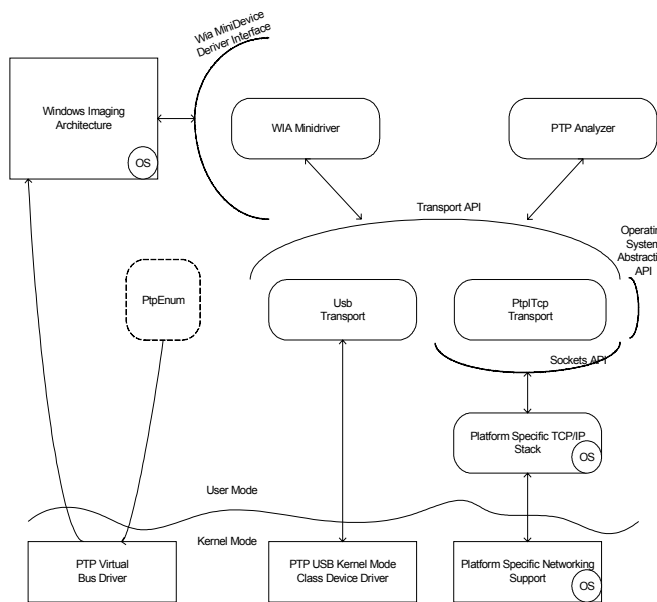 Wia MiniDevice
Deriver Interface
Windows Imaging
Architecture
OS
WIA Minidriver
PTP Analyzer
Transport API
Operatin
System
Abstracti
API
PtpEnum
Usb
Transport
PtpITcp
Transport
Sockets API
Platform Specific TCP/IP
Stack
OS
User Mode
Kernel Mode
PTP Virtual
Bus Driver
PTP USB Kernel Mode
Class Device Driver
Platform Specific Networking
Support
OS